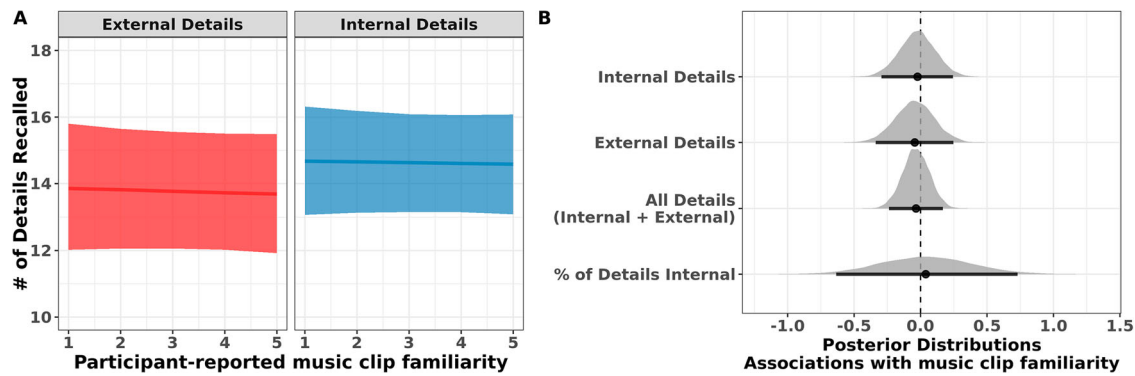 A
External Details
Internal Details
# of Details Recalled
18
16
14
12
10
1 2 3 4 5
1 2 3 4 5
Participant-reported music clip familiarity
B
Internal Details
External Details
All Details
(Internal + External)
% of Details Internal
-1.0 -0.5 0.0 0.5 1.0 1.5
Posterior Distributions
Associations with music clip familiarity